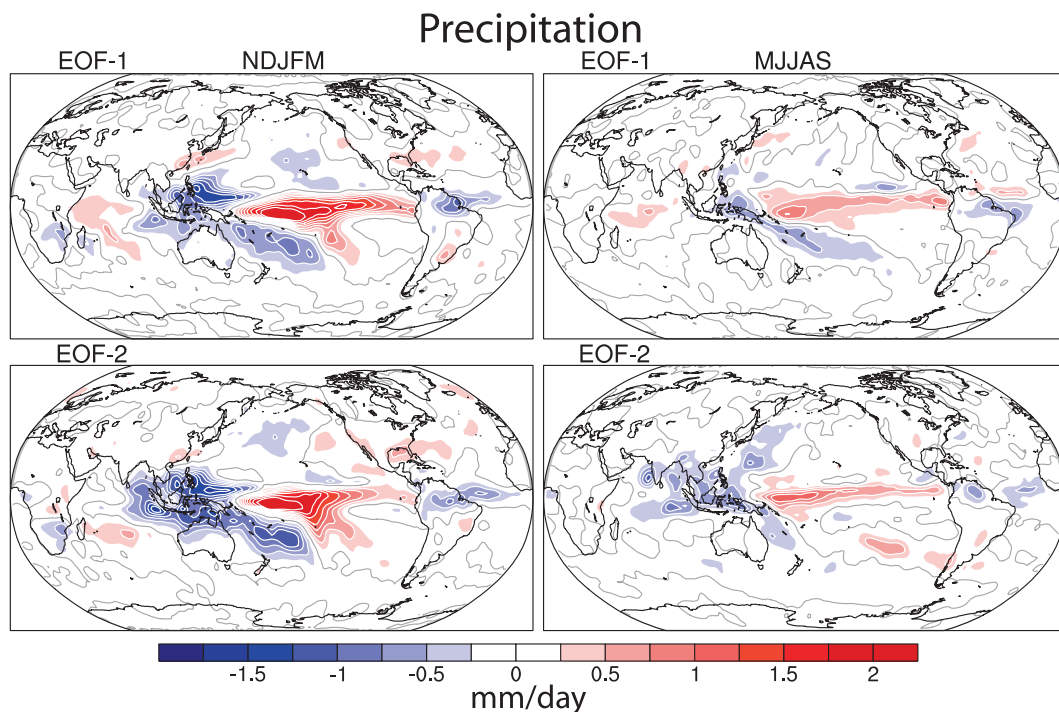 Precipitation
EOF-1 NDJFM
EOF-1 MJJAS
EOF-2
EOF-2
-1.5 -1 -0.5 0 0.5 1 1.5 2
mm/day